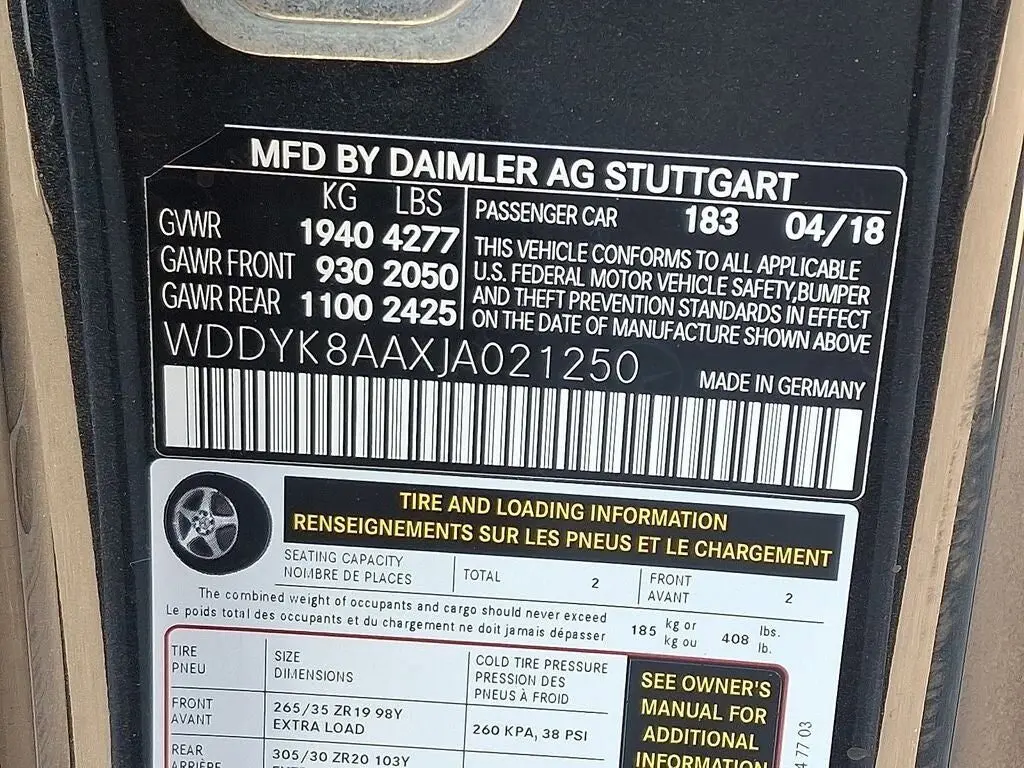 MFD BY DAIMLER AG STUTTGART
KG LBS
GVWR 1940 4277
GAWR FRONT 930 2050
GAWR REAR 1100 2425
PASSENGER CAR 183 04/18
THIS VEHICLE CONFORMS TO ALL APPLICABLE
U.S. FEDERAL MOTOR VEHICLE SAFETY,BUMPER
AND THEFT PREVENTION STANDARDS IN EFFECT
ON THE DATE OF MANUFACTURE SHOWN ABOVE
WDDYK8AAXJA021250
MADE IN GERMANY
TIRE AND LOADING INFORMATION
RENSEIGNEMENTS SUR LES PNEUS ET LE CHARGEMENT
SEATING CAPACITY
NOMBRE DE PLACES
TOTAL 2
FRONT
AVANT
2
The combined weight of occupants and cargo should never exceed
Le poids total des occupants et du chargement ne doit jamais dépasser
185 kg or
kg ou
408 lbs.
lb.
TIRE
PNEU
SIZE
DIMENSIONS
COLD TIRE PRESSURE
PRESSION DES
PNEUS À FROID
FRONT
AVANT
265/35 ZR19 98Y
EXTRA LOAD
260 KPA, 38 PSI
REAR
ARRIÈRE
305/30 ZR20 103Y
SEE OWNER'S
MANUAL FOR
ADDITIONAL
INFORMATION
47703